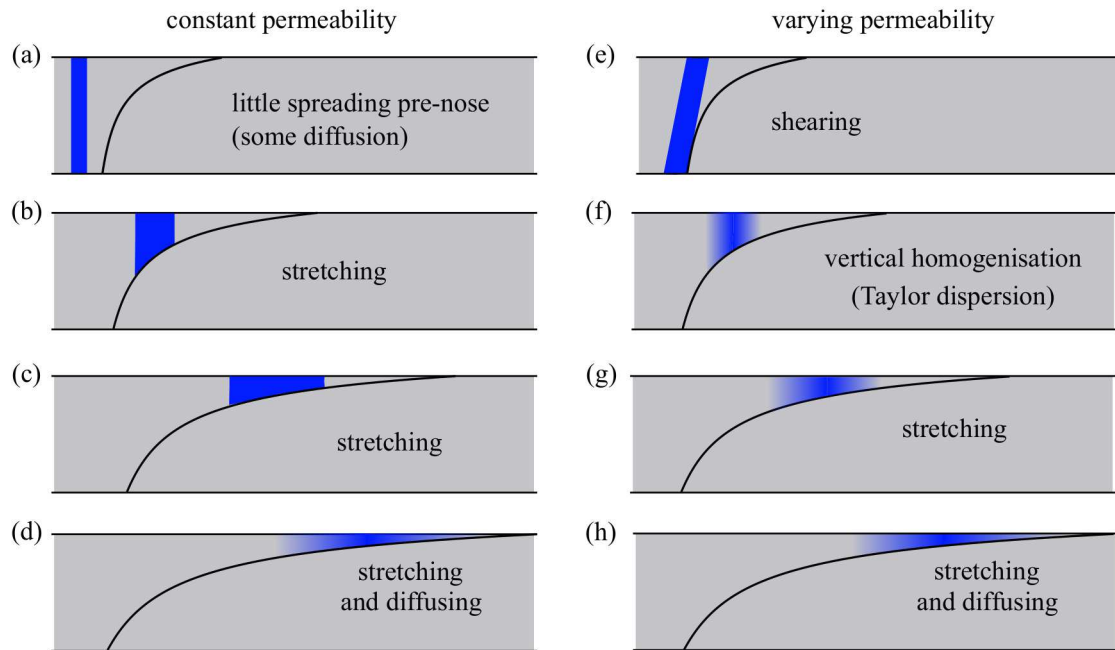 constant permeability
varying permeability
(a)
little spreading pre-nose
(some diffusion)
(e)
shearing
(b)
stretching
(f)
vertical homogenisation
(Taylor dispersion)
(c)
stretching
(g)
stretching
(d)
stretching
and diffusing
(h)
stretching
and diffusing